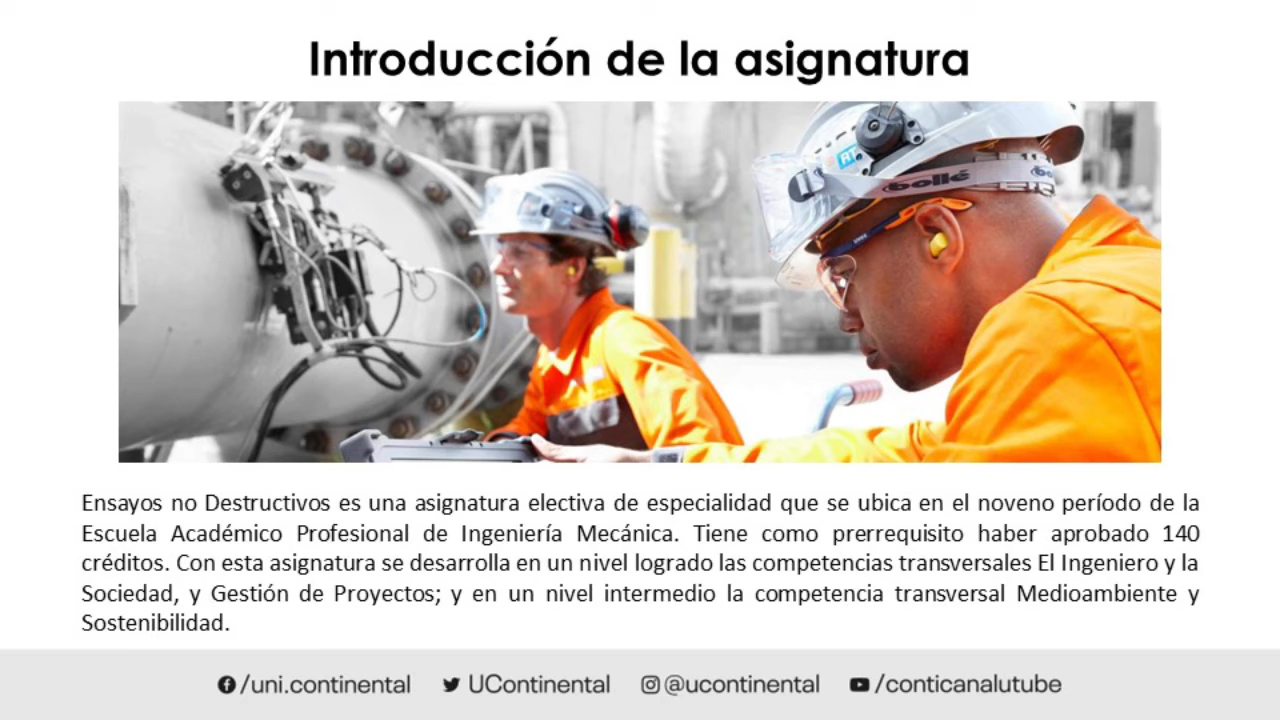 Introducción de la asignatura
RT
bollé
Ensayos no Destructivos es una asignatura electiva de especialidad que se ubica en el noveno período de la
Escuela Académico Profesional de Ingeniería Mecánica. Tiene como prerrequisito haber aprobado 140
créditos. Con esta asignatura se desarrolla en un nivel logrado las competencias transversales El Ingeniero y la
Sociedad, y Gestión de Proyectos; y en un nivel intermedio la competencia transversal Medioambiente y
Sostenibilidad.
/uni.continental UContinental @ucontinental /conticanalutube